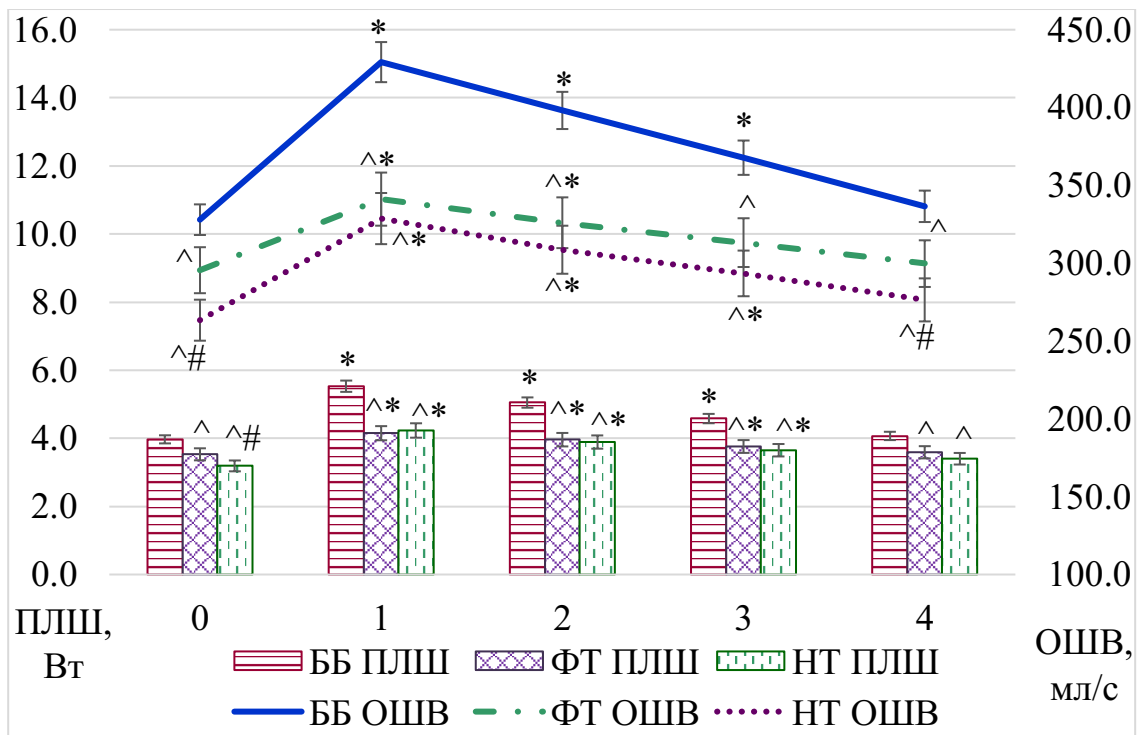 16.0
14.0
12.0
10.0
8.0
6.0
4.0
2.0
0.0
450.0
400.0
350.0
300.0
250.0
200.0
150.0
100.0
* * *
^* ^* ^ ^
^ ^* ^* ^* ^#
^#
* * *
^ ^# ^* ^* ^* ^* ^* ^* ^ ^
0 1 2 3 4
ПЛШ,
Вт
ОШВ,
мл/с
ББ ПЛШ ФТ ПЛШ НТ ПЛШ
ББ ОШВ ФТ ОШВ НТ ОШВ